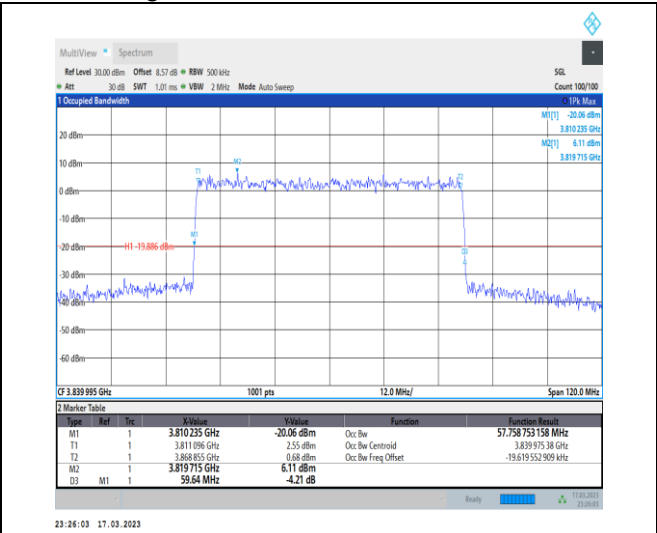 MultiView Spectrum
Ref Level 30.00 dBm Offset 8.57 dB RBW 500 kHz SGL
Att 30 dB SWT 1.01 ms VBW 2 MHz Mode Auto Sweep Count 100/100
1 Occupied Bandwidth 1Pk Max
M1[1] -20.06 dBm
3.810 235 GHz
20 dBm
M2[1] 6.11 dBm
3.819 715 GHz
10 dBm
M2
T1
T2
0 dBm
-10 dBm
M1
-20 dBm
H1 -19.886 dBm
D3
-30 dBm
-40 dBm
-50 dBm
-60 dBm
CF 3.839 995 GHz 1001 pts 12.0 MHz/ Span 120.0 MHz
2 Marker Table
Type Ref Trc X-Value Y-Value Function Function Result
M1 1 3.810 235 GHz -20.06 dBm Occ Bw 57.758 753 158 MHz
T1 1 3.811 096 GHz 2.55 dBm Occ Bw Centroid 3.839 975 38 GHz
T2 1 3.868 855 GHz 0.68 dBm Occ Bw Freq Offset -19.619 552 909 kHz
M2 1 3.819 715 GHz 6.11 dBm
D3 M1 1 59.64 MHz -4.21 dB
Ready 17.03.2023
23:26:03
23:26:03 17.03.2023